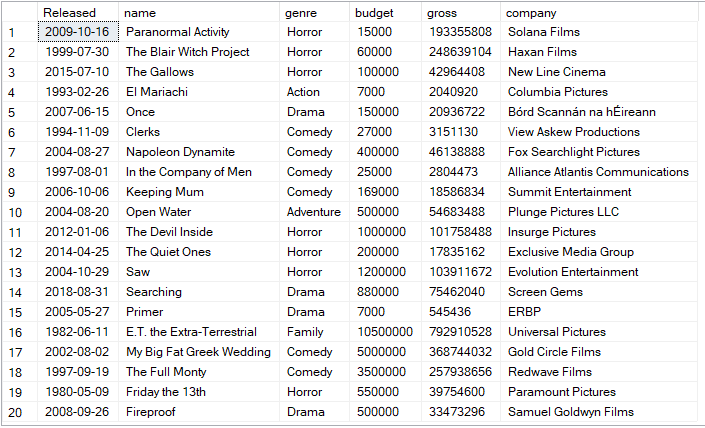 Released name genre budget gross company
1 2009-10-16 Paranormal Activity Horror 15000 193355808 Solana Films
2 1999-07-30 The Blair Witch Project Horror 60000 248639104 Haxan Films
3 2015-07-10 The Gallows Horror 100000 42964408 New Line Cinema
4 1993-02-26 El Mariachi Action 7000 2040920 Columbia Pictures
5 2007-06-15 Once Drama 150000 20936722 Bórd Scannán na hÉireann
6 1994-11-09 Clerks Comedy 27000 3151130 View Askew Productions
7 2004-08-27 Napoleon Dynamite Comedy 400000 46138888 Fox Searchlight Pictures
8 1997-08-01 In the Company of Men Comedy 25000 2804473 Alliance Atlantis Communications
9 2006-10-06 Keeping Mum Comedy 169000 18586834 Summit Entertainment
10 2004-08-20 Open Water Adventure 500000 54683488 Plunge Pictures LLC
11 2012-01-06 The Devil Inside Horror 1000000 101758488 Insurge Pictures
12 2014-04-25 The Quiet Ones Horror 200000 17835162 Exclusive Media Group
13 2004-10-29 Saw Horror 1200000 103911672 Evolution Entertainment
14 2018-08-31 Searching Drama 880000 75462040 Screen Gems
15 2005-05-27 Primer Drama 7000 545436 ERBP
16 1982-06-11 E.T. the Extra-Terrestrial Family 10500000 792910528 Universal Pictures
17 2002-08-02 My Big Fat Greek Wedding Comedy 5000000 368744032 Gold Circle Films
18 1997-09-19 The Full Monty Comedy 3500000 257938656 Redwave Films
19 1980-05-09 Friday the 13th Horror 550000 39754600 Paramount Pictures
20 2008-09-26 Fireproof Drama 500000 33473296 Samuel Goldwyn Films